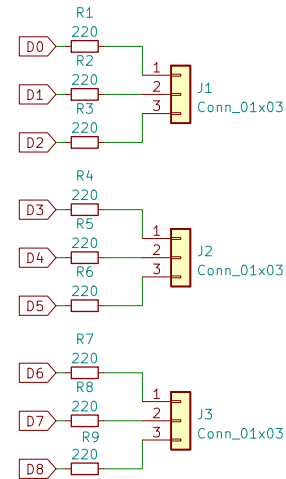 R1
D0 220 1
R2
J1
D1 220 2 Conn_01x03
R3
3
D2 220
R4
D3 220 1
R5
J2
D4 220 2 Conn_01x03
R6
3
D5 220
R7
D6 220 1
R8
J3
D7 220 2 Conn_01x03
R9
3
D8 220